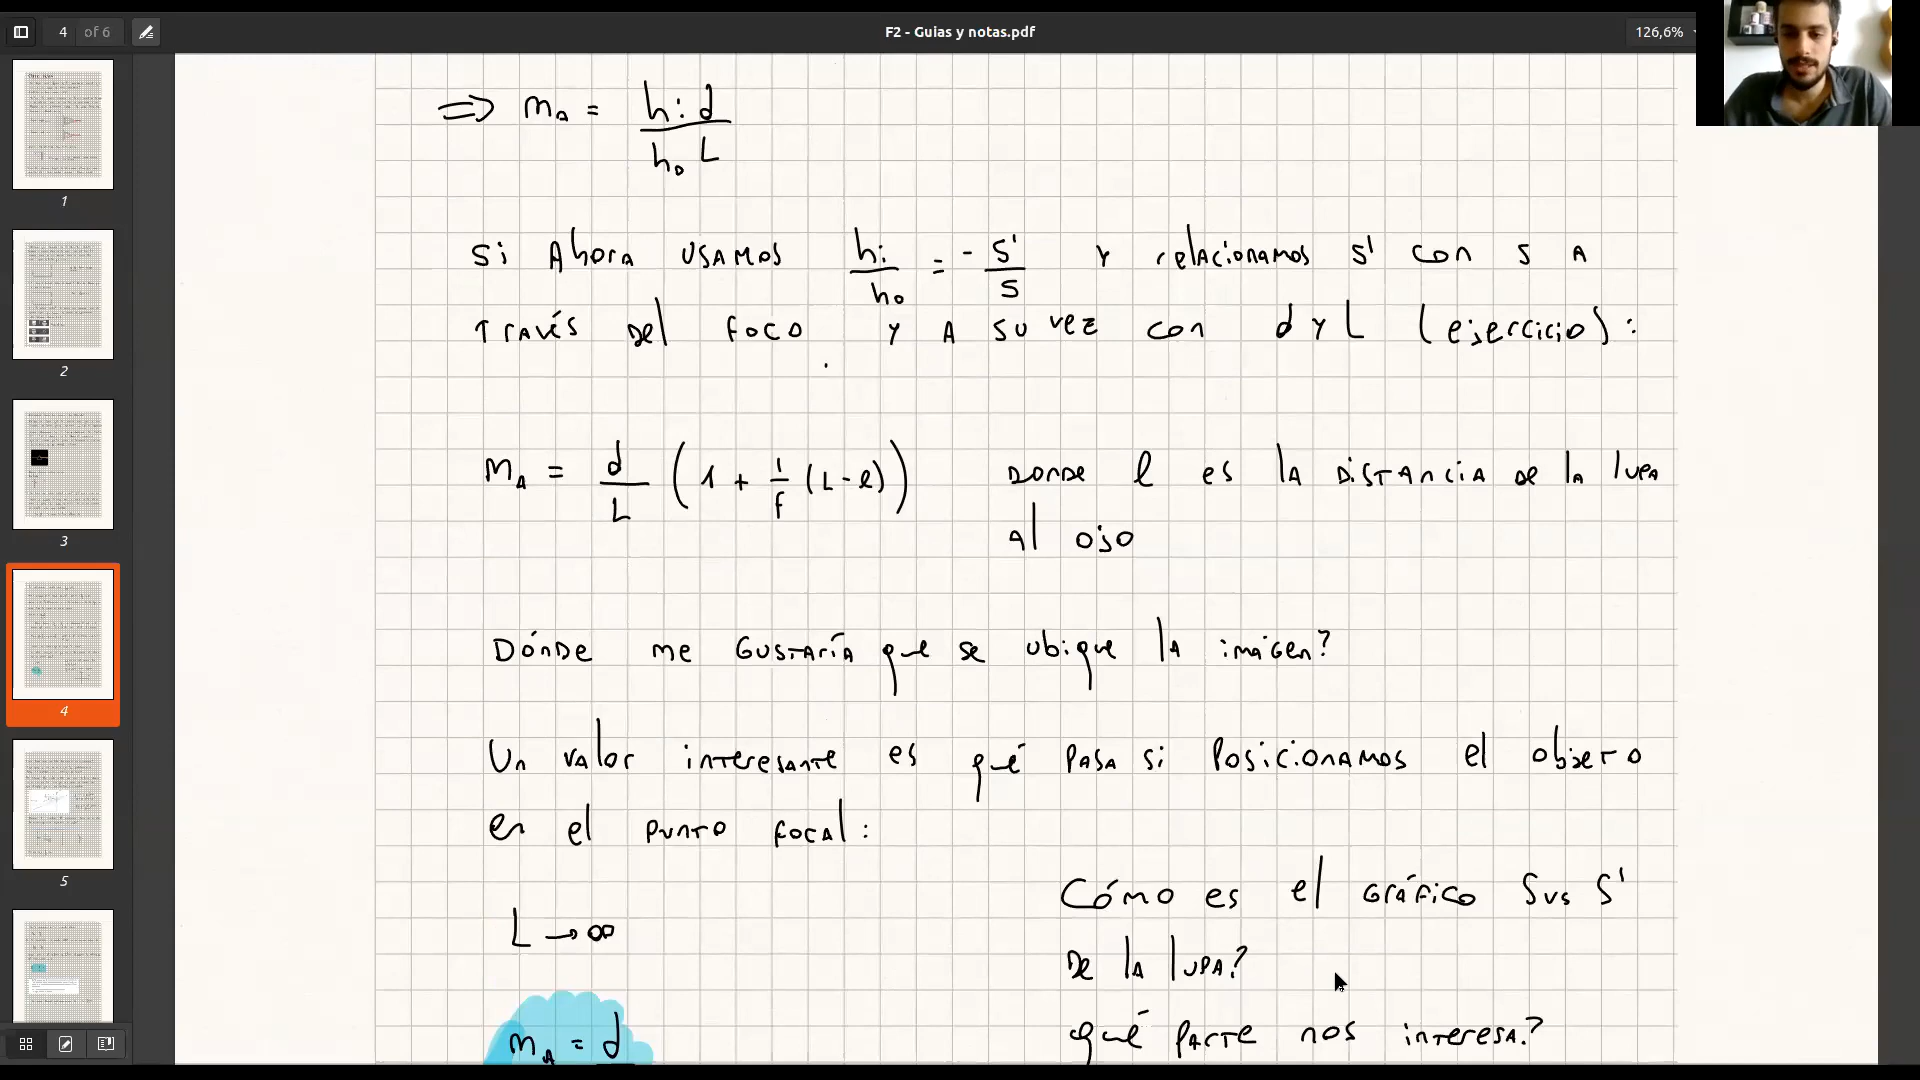 4 of 6
F2 - Guias y notas.pdf
126,6%
1
2
3
4
5
⇒ mA = hi d / ho L
Si Ahora usamos hi/ho = - s'/s y relacionamos s' con s A
Través del foco y A su vez con d y L (ejercicio):
mA = d/L (1 + 1/f (L-l)) Donde l es la distancia de la lupa
al ojo
Dónde me gustaría que se ubique la imágen?
Un valor interesante es qué pasa si posicionamos el objeto
en el punto focal:
L → ∞
Cómo es el gráfico S vs S'
de la lupa?
qué parte nos interesa?
mA = d